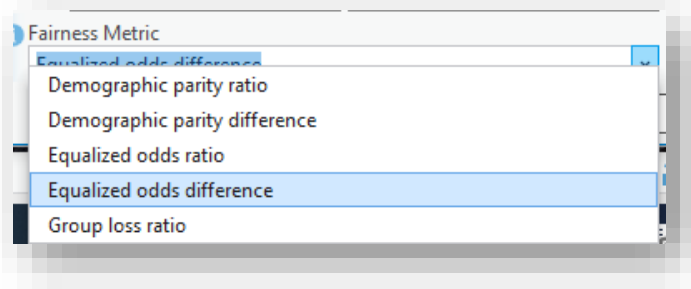 Fairness Metric
Equalized odds difference
Demographic parity ratio
Demographic parity difference
Equalized odds ratio
Equalized odds difference
Group loss ratio